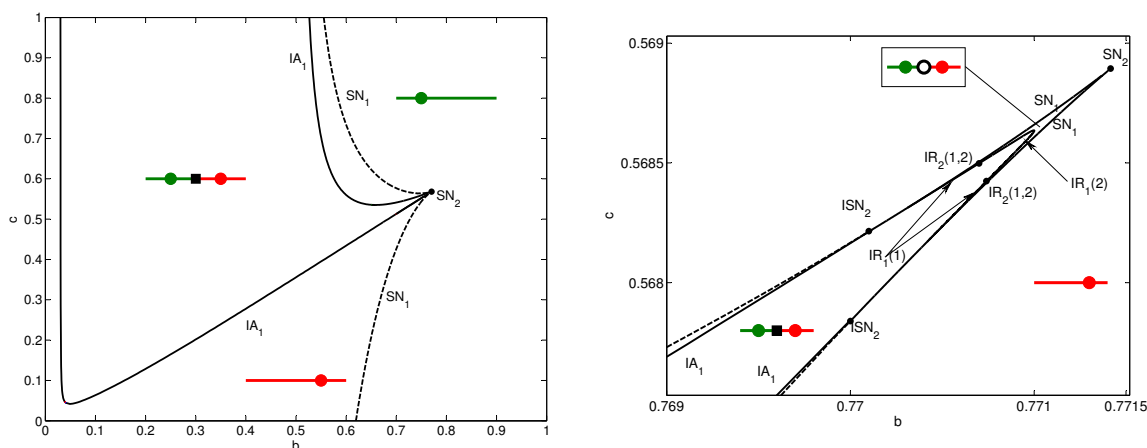 1
0.9
0.8
0.7
0.6
0.5
0.4
0.3
0.2
0.1
0
c
IA1
SN1
SN2
SN1
IA1
0 0.1 0.2 0.3 0.4 0.5 0.6 0.7 0.8 0.9 1
b
0.569
0.5685
0.568
c
SN2
SN1
SN1
IR2(1,2)
IR2(1,2)
IR1(2)
ISN2
IR1(1)
ISN2
IA1
IA1
0.769 0.77 0.771 0.7715
b